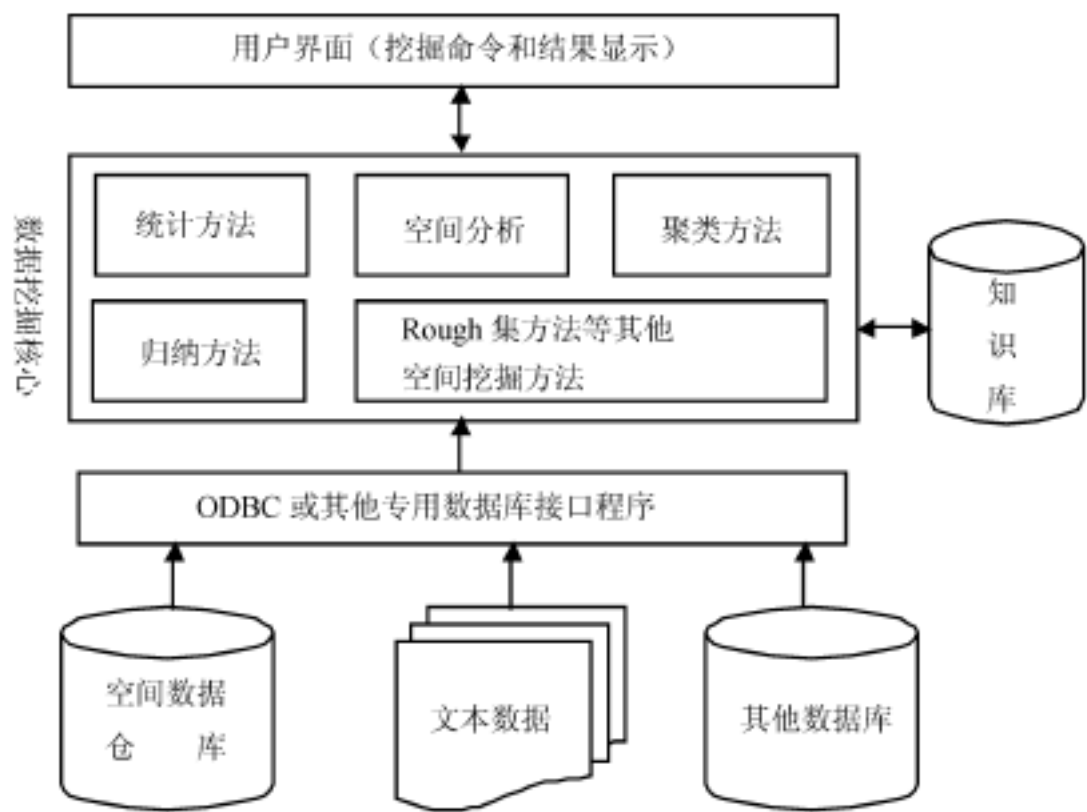 用户界面（挖掘命令和结果显示）
统计方法
空间分析
聚类方法
数据挖掘核心
归纳方法
Rough 集方法等其他
空间挖掘方法
知
识
库
ODBC 或其他专用数据库接口程序
空间数据
仓 库
文本数据
其他数据库